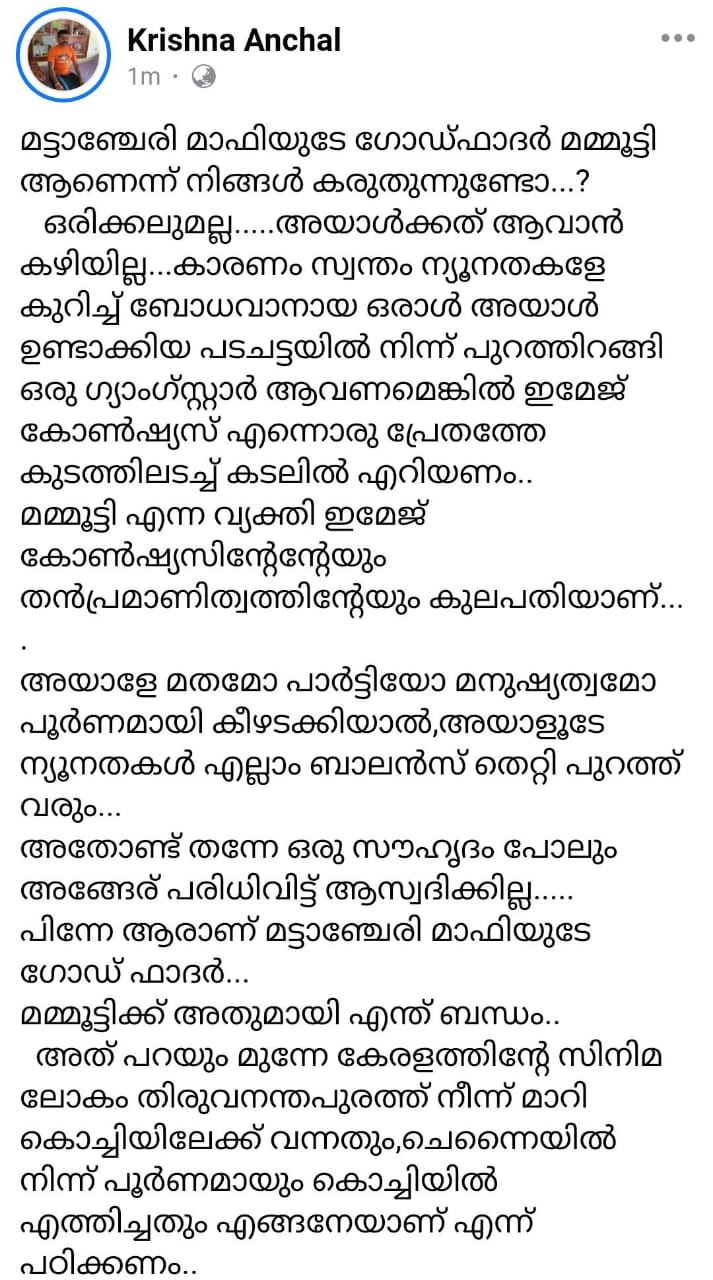 Krishna Anchal
1m ·
മട്ടാഞ്ചേരി മാഫിയുടേ ഗോഡ്ഫാദർ മമ്മൂട്ടി
ആണെന്ന് നിങ്ങൾ കരുതുന്നുണ്ടോ...?
ഒരിക്കലുമല്ല.....അയാൾക്കത് ആവാൻ
കഴിയില്ല...കാരണം സ്വന്തം ന്യൂനതകളേ
കുറിച്ച് ബോധവാനായ ഒരാൾ അയാൾ
ഉണ്ടാക്കിയ പടചട്ടയിൽ നിന്ന് പുറത്തിറങ്ങി
ഒരു ഗ്യാംഗ്സ്റ്റാർ ആവണമെങ്കിൽ ഇമേജ്
കോൺഷ്യസ് എന്നൊരു പ്രേതത്തേ
കുടത്തിലടച്ച് കടലിൽ എറിയണം..
മമ്മൂട്ടി എന്ന വ്യക്തി ഇമേജ്
കോൺഷ്യസിന്റേന്റേയും
തൻപ്രമാണിത്വത്തിന്റേയും കുലപതിയാണ്...
.
അയാളേ മതമോ പാർട്ടിയോ മനുഷ്യത്വമോ
പൂർണമായി കീഴടക്കിയാൽ,അയാളൂടേ
ന്യൂനതകൾ എല്ലാം ബാലൻസ് തെറ്റി പുറത്ത്
വരും...
അതോണ്ട് തന്നേ ഒരു സൗഹൃദം പോലും
അങ്ങേര് പരിധിവിട്ട് ആസ്വദിക്കില്ല.....
പിന്നേ ആരാണ് മട്ടാഞ്ചേരി മാഫിയുടേ
ഗോഡ് ഫാദർ...
മമ്മൂട്ടിക്ക് അതുമായി എന്ത് ബന്ധം..
അത് പറയും മുന്നേ കേരളത്തിന്റേ സിനിമ
ലോകം തിരുവനന്തപുരത്ത് നീന്ന് മാറി
കൊച്ചിയിലേക്ക് വന്നതും,ചെന്നൈയിൽ
നിന്ന് പൂർണമായും കൊച്ചിയിൽ
എത്തിച്ചതും എങ്ങനേയാണ് എന്ന്
പഠിക്കണം..